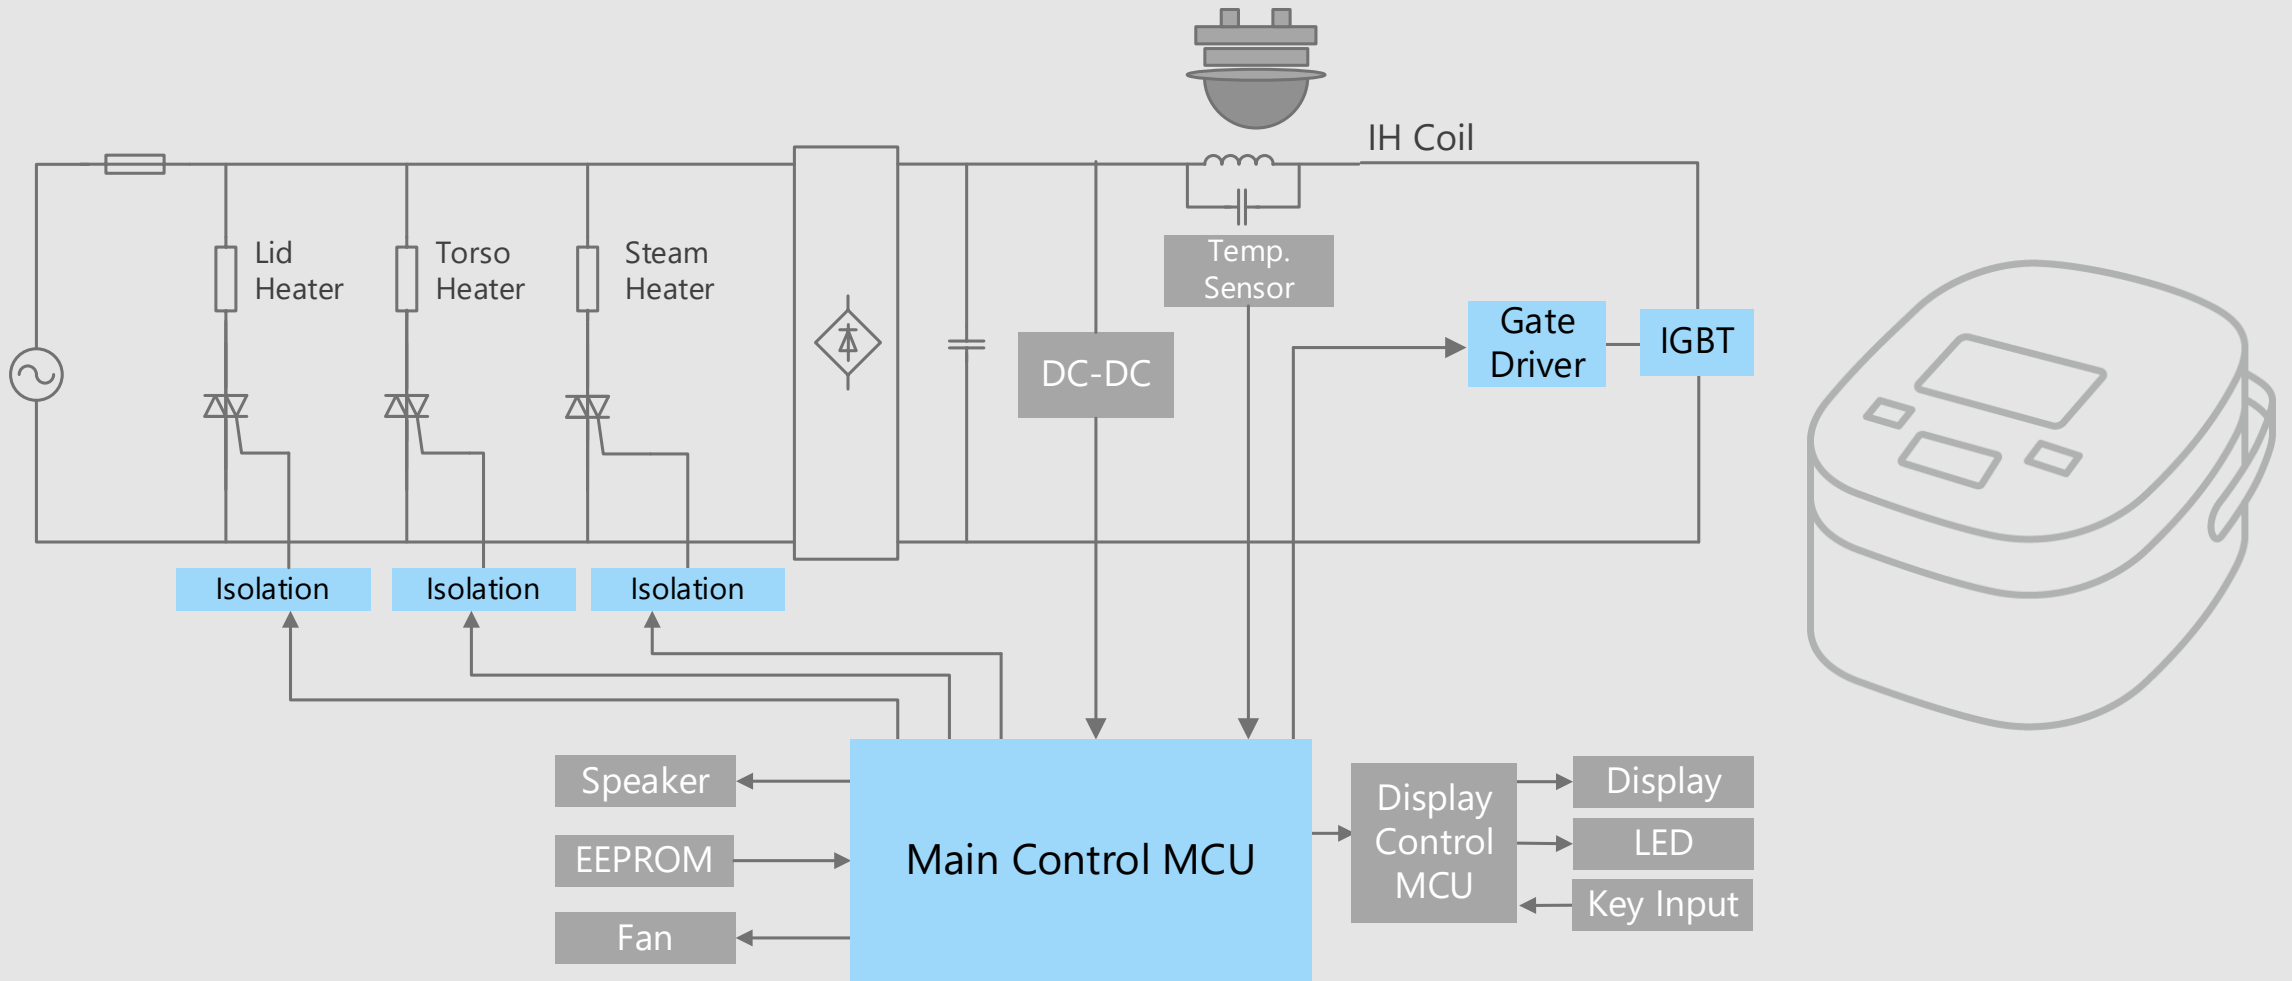 IH Coil
Lid
Heater
Torso
Heater
Steam
Heater
Temp.
Sensor
DC-DC
Gate
Driver
IGBT
Isolation
Isolation
Isolation
Speaker
EEPROM
Fan
Main Control MCU
Display
Control
MCU
Display
LED
Key Input